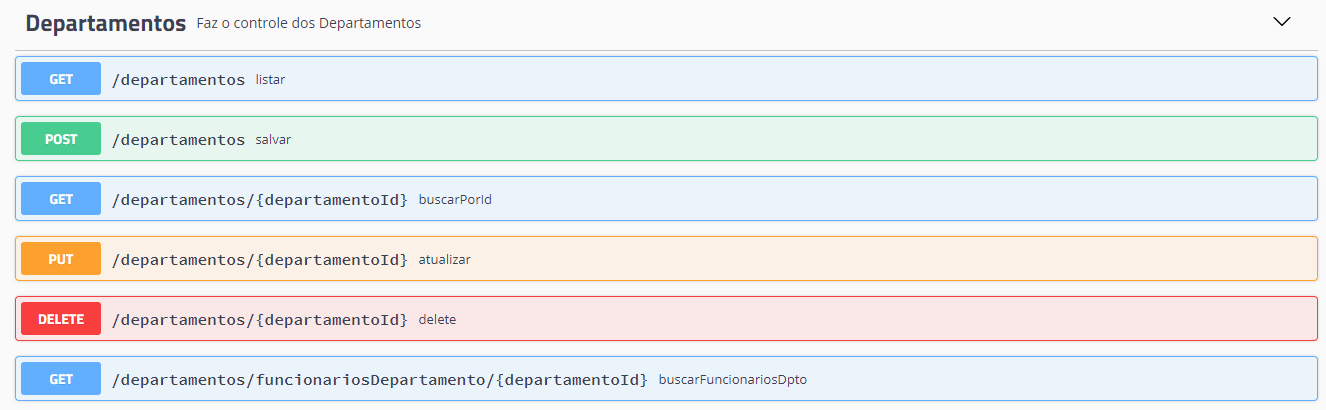 Departamentos Faz o controle dos Departamentos
GET /departamentos listar
POST /departamentos salvar
GET /departamentos/{departamentoId} buscarPorId
PUT /departamentos/{departamentoId} atualizar
DELETE /departamentos/{departamentoId} delete
GET /departamentos/funcionariosDepartamento/{departamentoId} buscarFuncionariosDpto